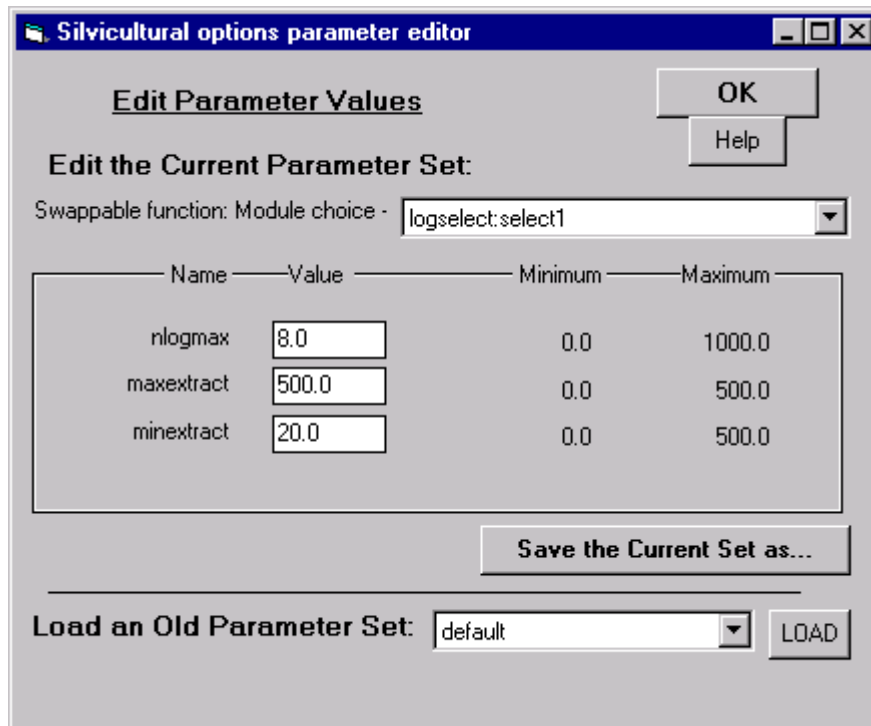 Silvicultural options parameter editor
Edit Parameter Values
OK
Help
Edit the Current Parameter Set:
Swappable function: Module choice - logselect:select1
Name Value Minimum Maximum
nlogmax 8.0 0.0 1000.0
maxextract 500.0 0.0 500.0
minextract 20.0 0.0 500.0
Save the Current Set as...
Load an Old Parameter Set: default LOAD